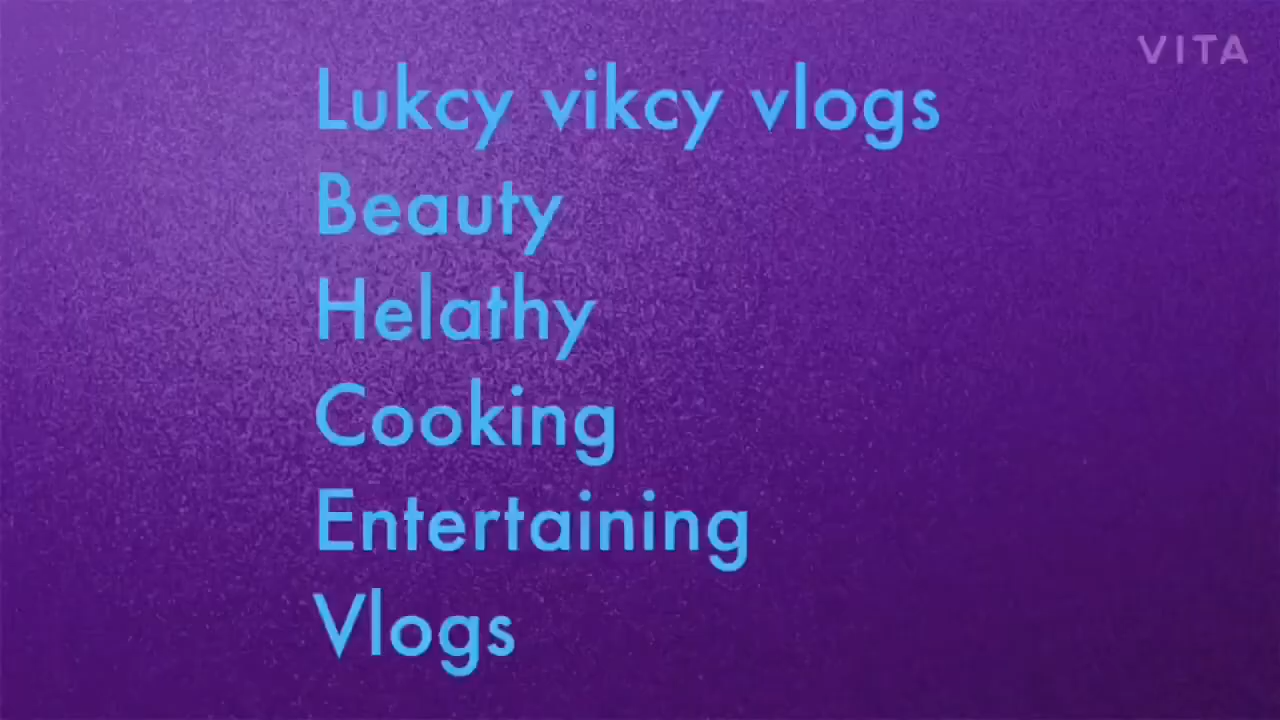 VITA
Lukcy vikcy vlogs
Beauty
Helathy
Cooking
Entertaining
Vlogs